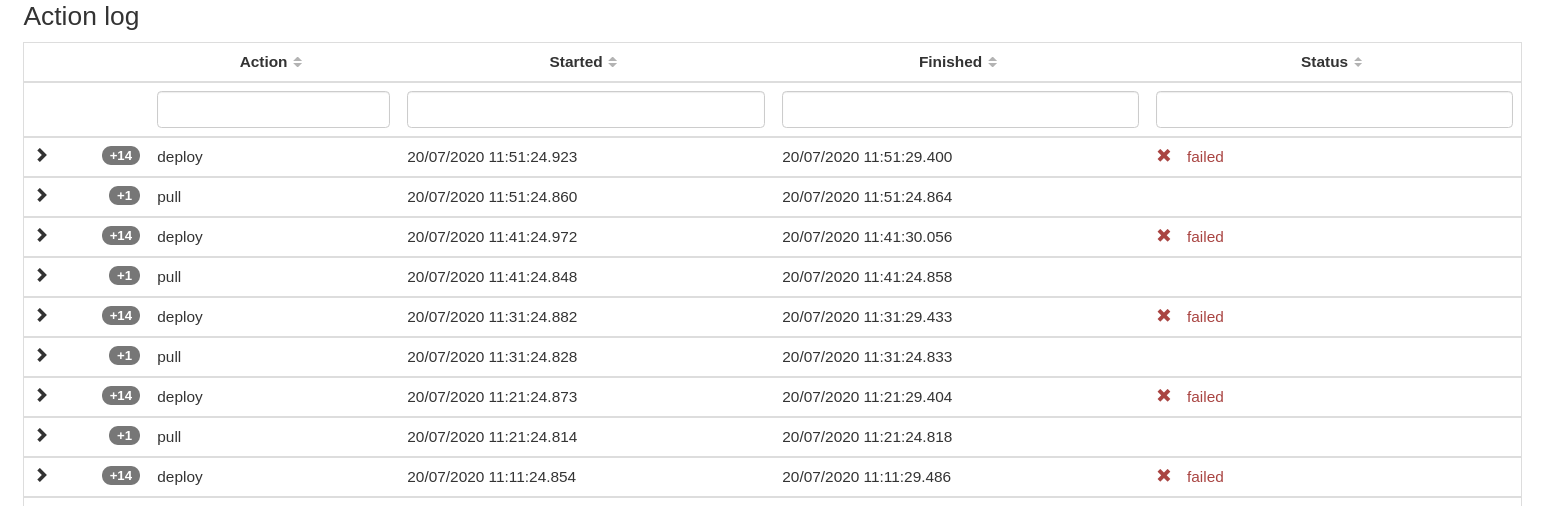 Action log
Action Started Finished Status
+14 deploy 20/07/2020 11:51:24.923 20/07/2020 11:51:29.400 failed
+1 pull 20/07/2020 11:51:24.860 20/07/2020 11:51:24.864
+14 deploy 20/07/2020 11:41:24.972 20/07/2020 11:41:30.056 failed
+1 pull 20/07/2020 11:41:24.848 20/07/2020 11:41:24.858
+14 deploy 20/07/2020 11:31:24.882 20/07/2020 11:31:29.433 failed
+1 pull 20/07/2020 11:31:24.828 20/07/2020 11:31:24.833
+14 deploy 20/07/2020 11:21:24.873 20/07/2020 11:21:29.404 failed
+1 pull 20/07/2020 11:21:24.814 20/07/2020 11:21:24.818
+14 deploy 20/07/2020 11:11:24.854 20/07/2020 11:11:29.486 failed